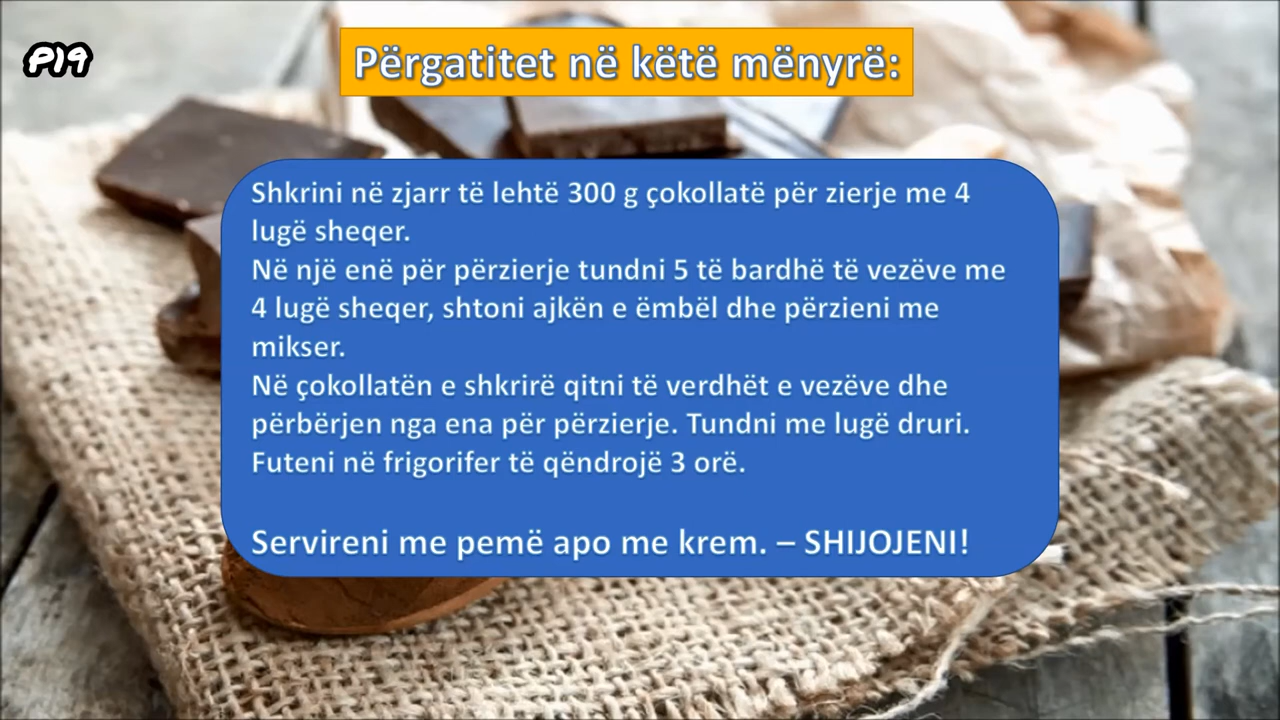 P19
Përgatitet në këtë mënyrë:
Shkrini në zjarr të lehtë 300 g çokollatë për zierje me 4
lugë sheqer.
Në një enë për përzierje tundni 5 të bardhë të vezëve me
4 lugë sheqer, shtoni ajkën e ëmbël dhe përzieni me
mikser.
Në çokollatën e shkrirë qitni të verdhët e vezëve dhe
përbërjen nga ena për përzierje. Tundni me lugë druri.
Futeni në frigorifer të qëndrojë 3 orë.
Servireni me pemë apo me krem. – SHIJOJENI!